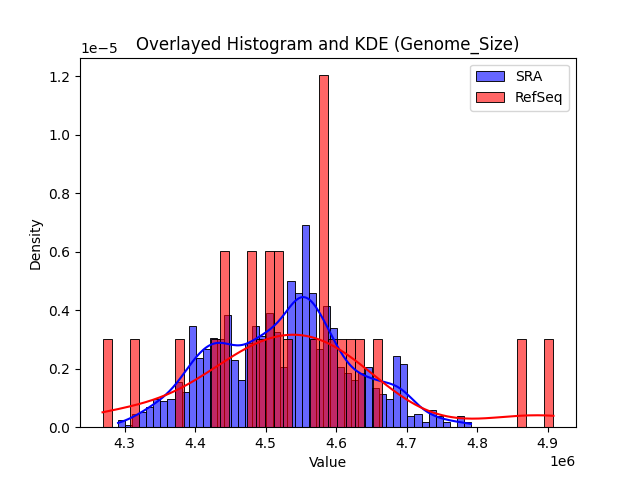 Overlayed Histogram and KDE (Genome_Size)
1e−5
SRA
RefSeq
1.2
1.0
0.8
0.6
0.4
0.2
0.0
Density
4.3 4.4 4.5 4.6 4.7 4.8 4.9
1e6
Value